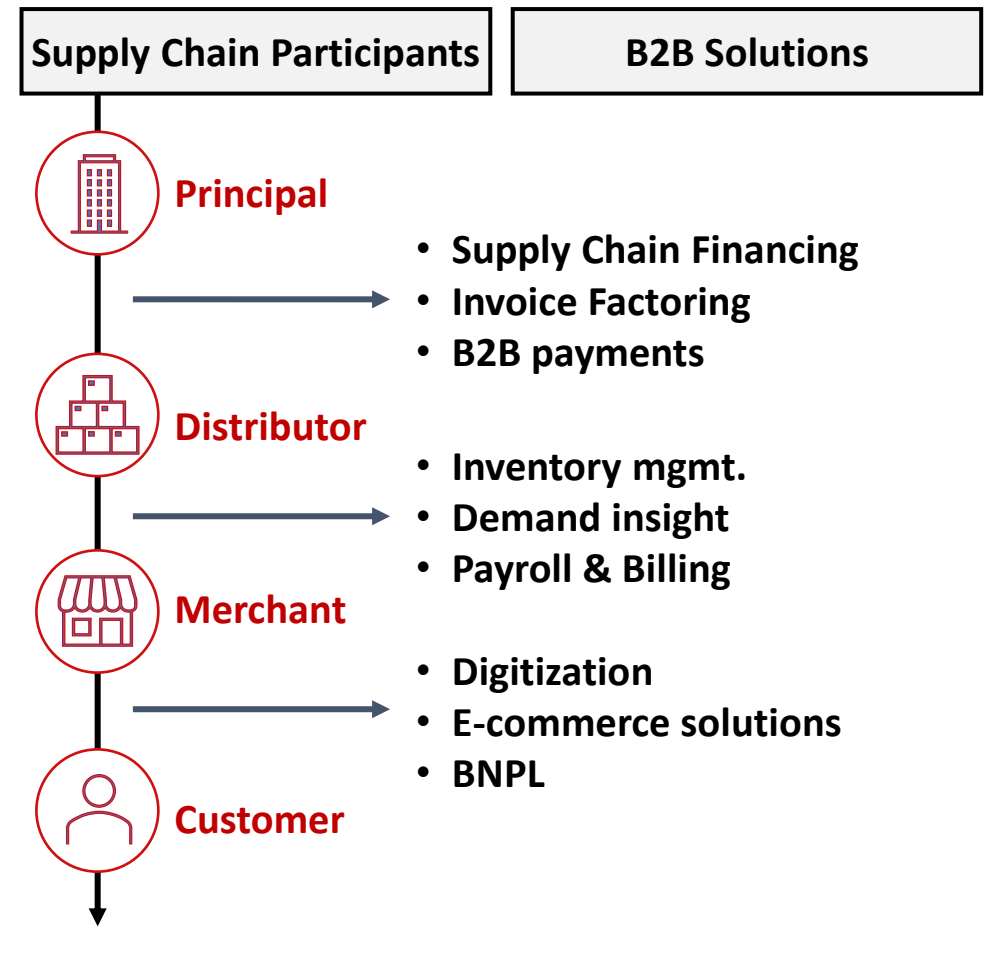 Supply Chain Participants
B2B Solutions
Principal
• Supply Chain Financing
• Invoice Factoring
• B2B payments
Distributor
• Inventory mgmt.
• Demand insight
• Payroll & Billing
Merchant
• Digitization
• E-commerce solutions
• BNPL
Customer